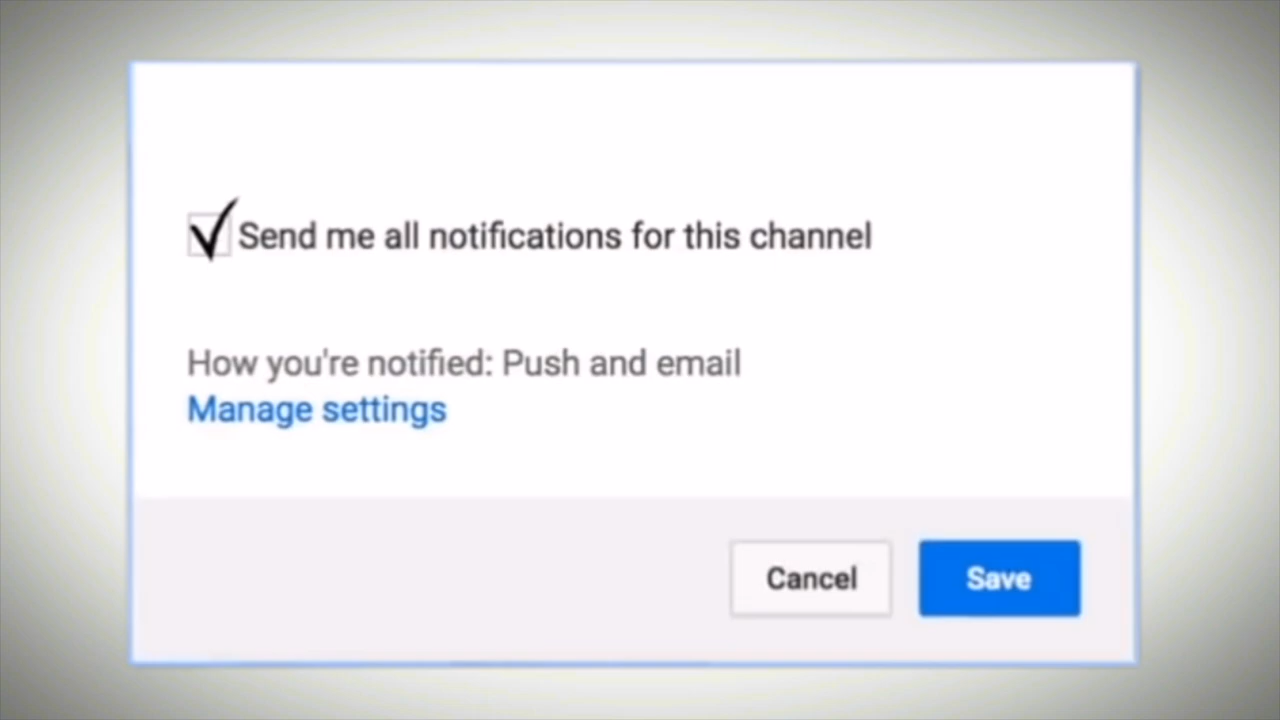 Send me all notifications for this channel
How you're notified: Push and email
Manage settings
Cancel
Save